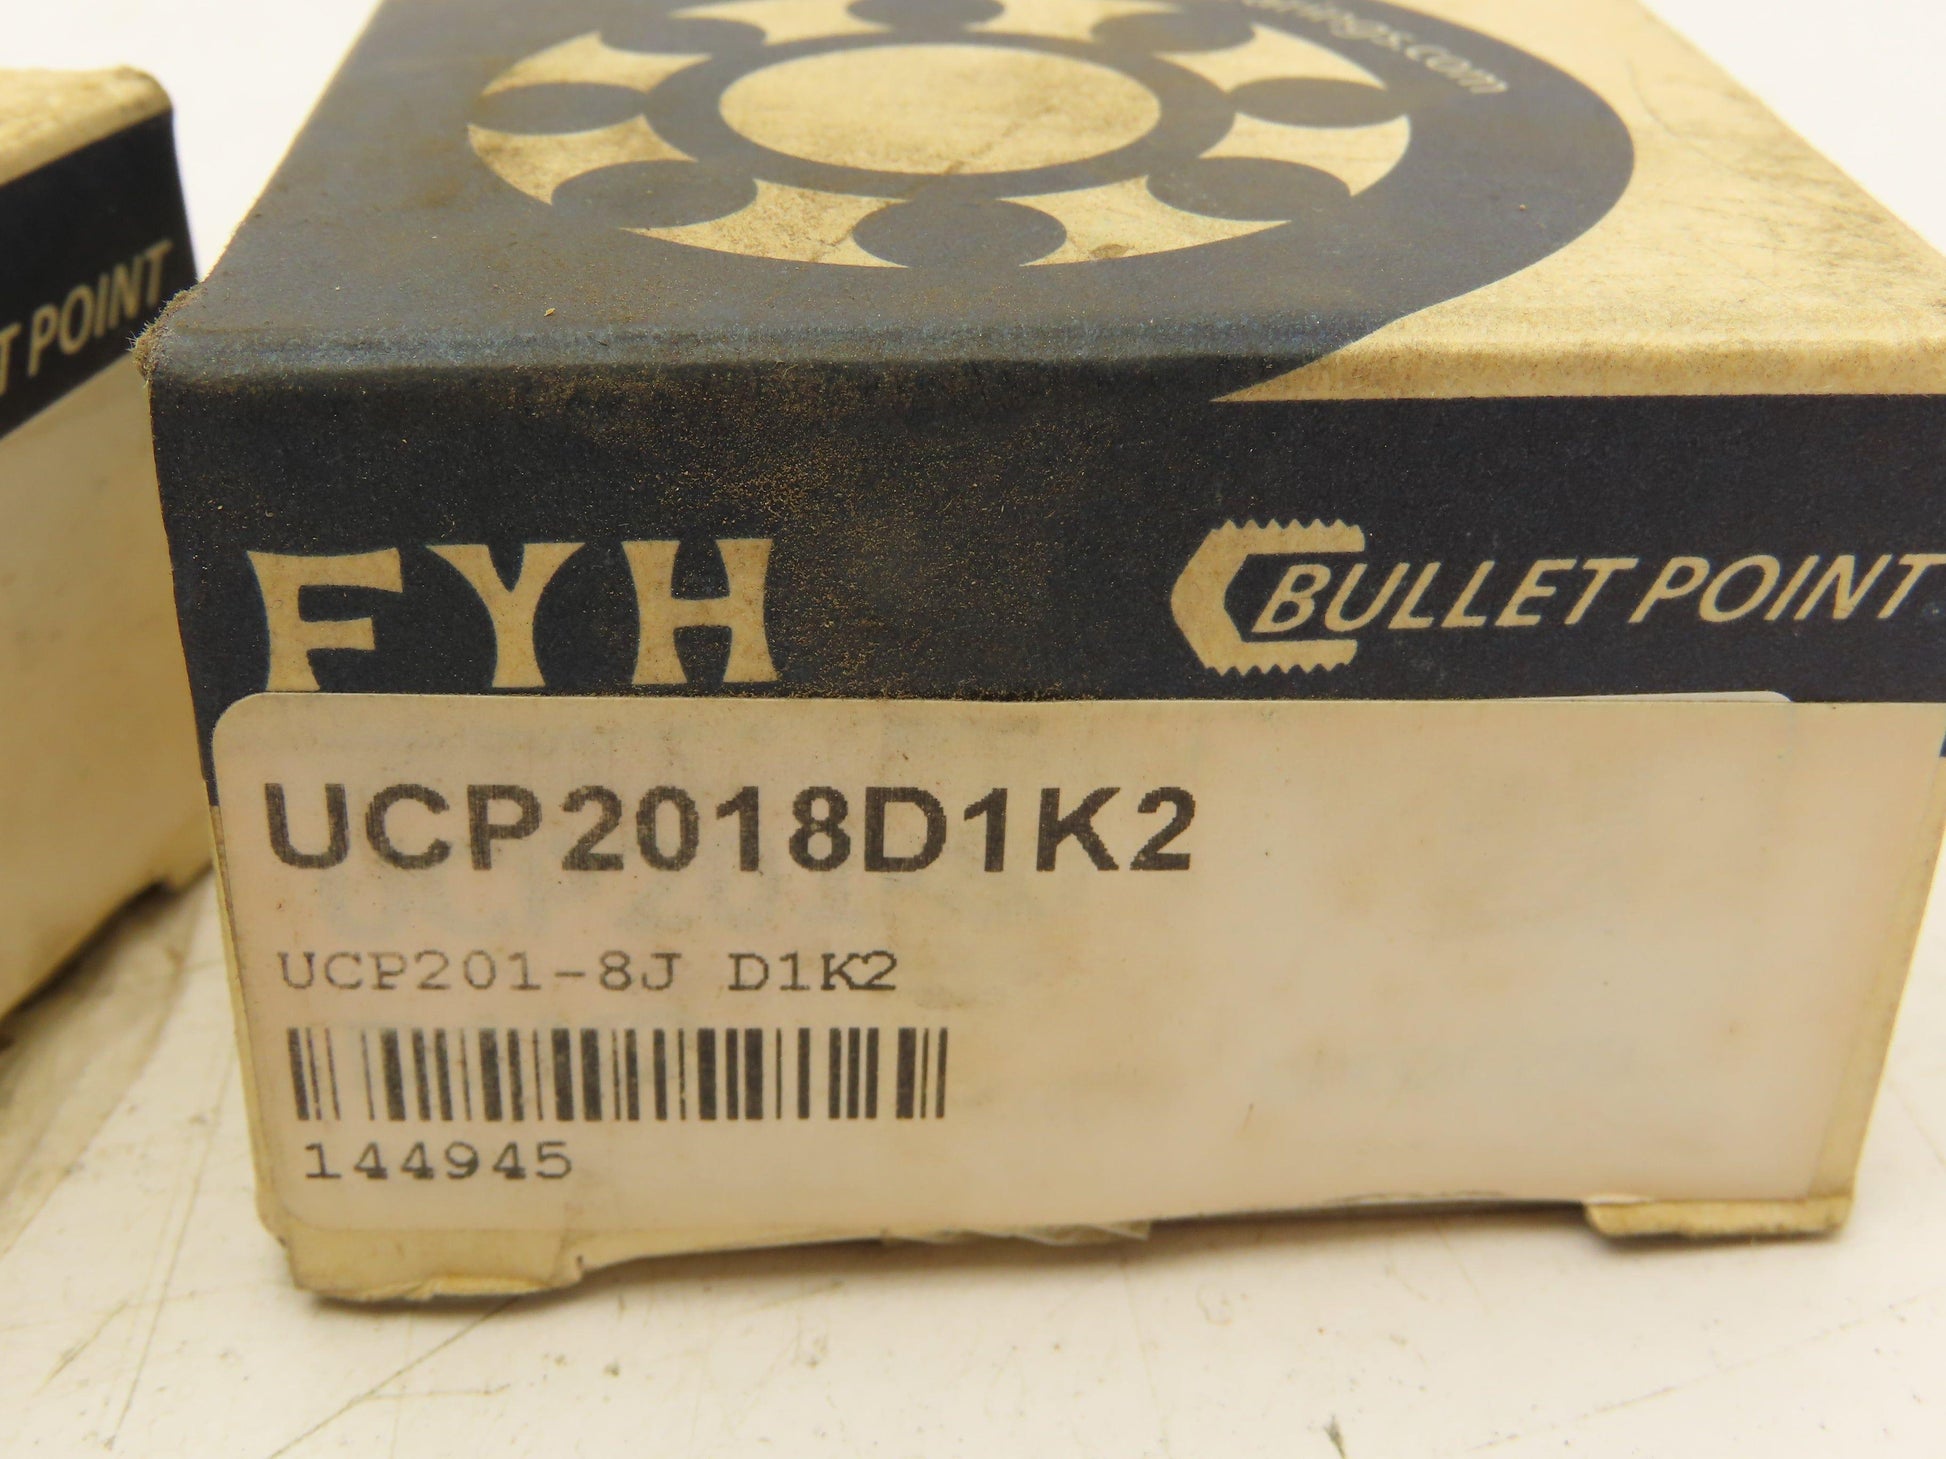 FYH
BULLET POINT
UCP2018D1K2
UCP201-8J D1K2
144945
POINT